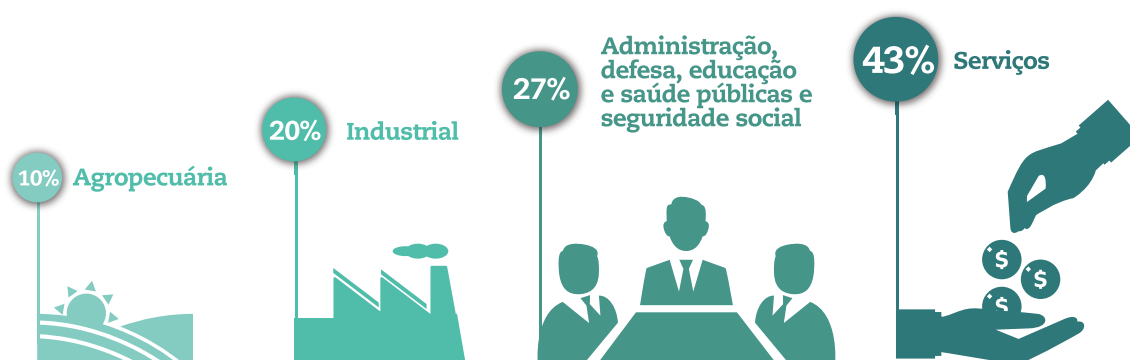 10% Agropecuária
20% Industrial
27%
Administração,
defesa, educação
e saúde públicas e
seguridade social
43% Serviços
$
$
$